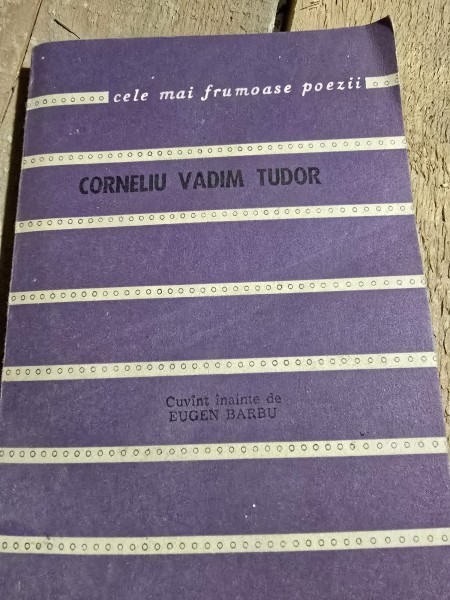 cele mai frumoase poezii
CORNELIU VADIM TUDOR
Cuvînt înainte de
EUGEN BARBU